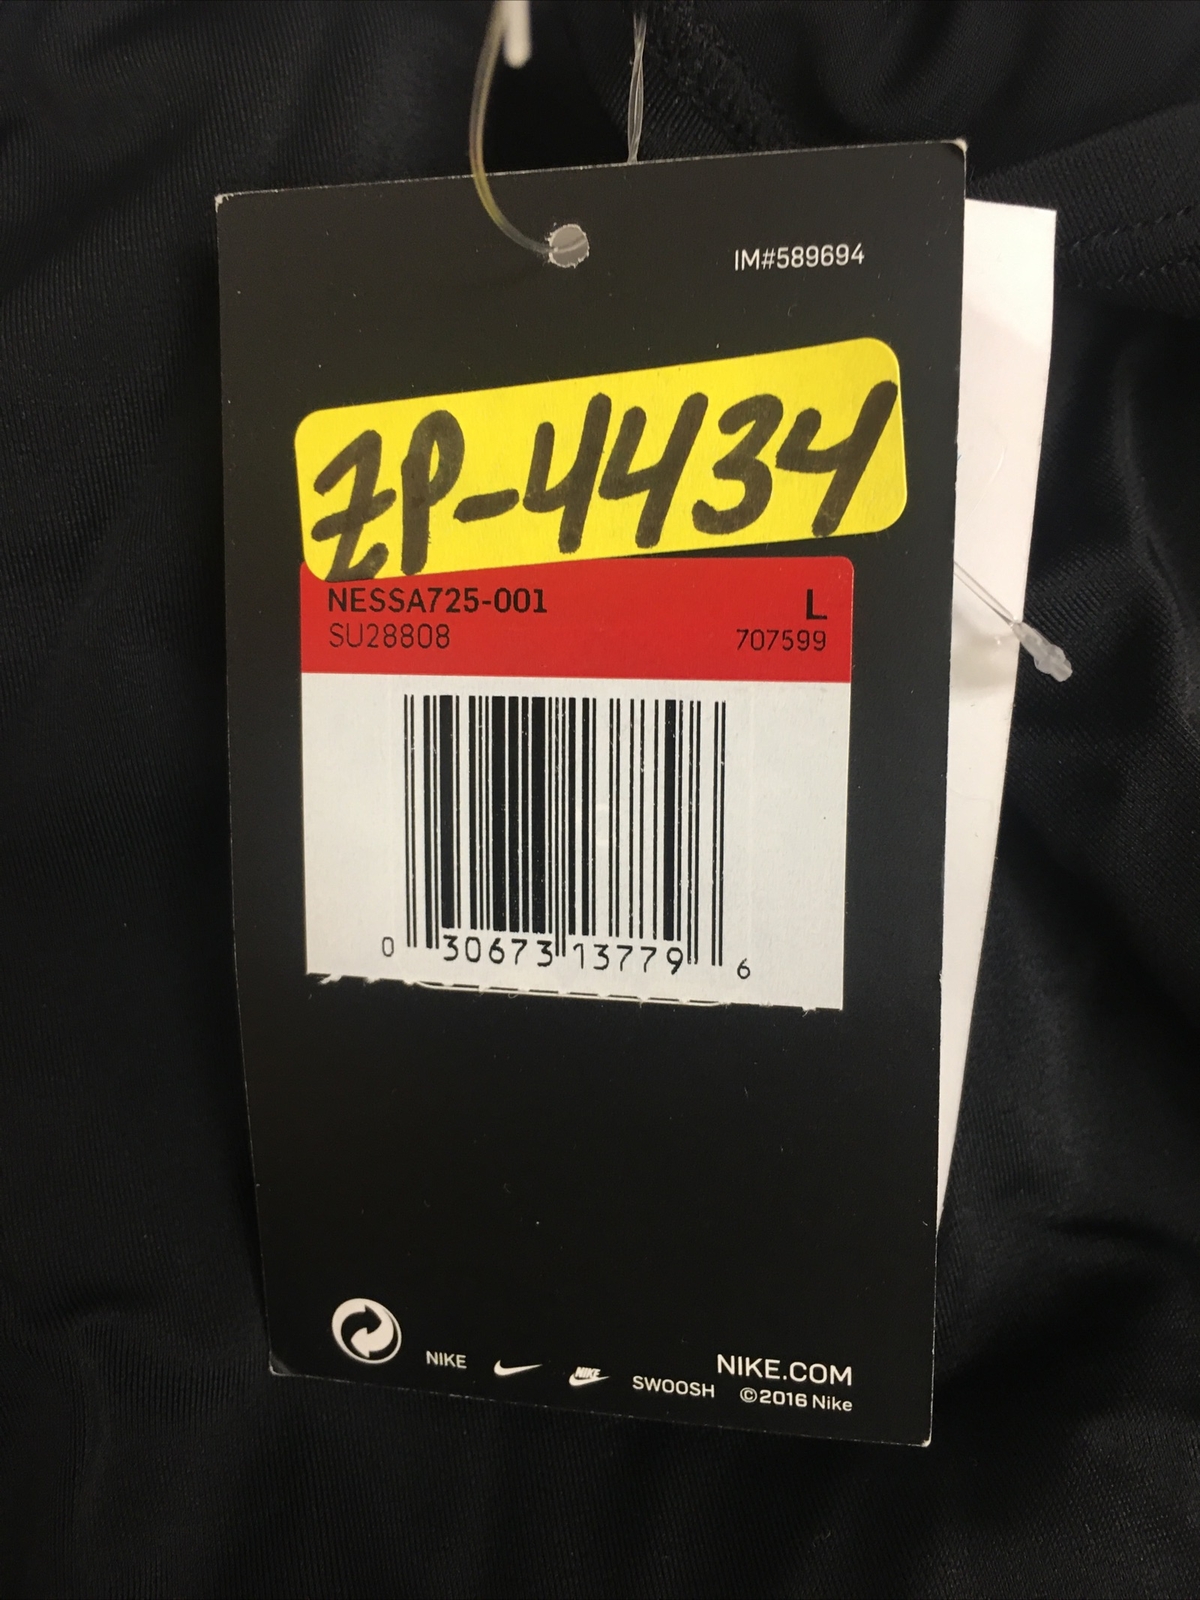 IM#589694
ZP-4434
NESSA725-001 L
SU28808 707599
0 30673 13779 6
NIKE NIKE SWOOSH NIKE.COM
©2016 Nike